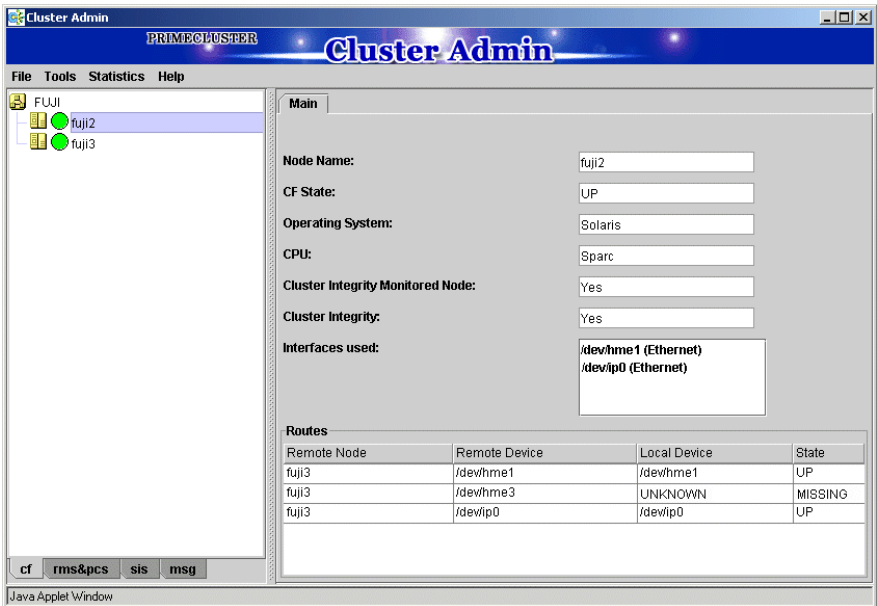 Cluster Admin
PRIMECLUSTER
Cluster Admin
File Tools Statistics Help
FUJI
fuji2
fuji3
Main
Node Name: fuji2
CF State: UP
Operating System: Solaris
CPU: Sparc
Cluster Integrity Monitored Node: Yes
Cluster Integrity: Yes
Interfaces used: /dev/hme1 (Ethernet)
/dev/ip0 (Ethernet)
Routes
Remote Node Remote Device Local Device State
fuji3 /dev/hme1 /dev/hme1 UP
fuji3 /dev/hme3 UNKNOWN MISSING
fuji3 /dev/ip0 /dev/ip0 UP
cf rms&pcs sis msg
Java Applet Window